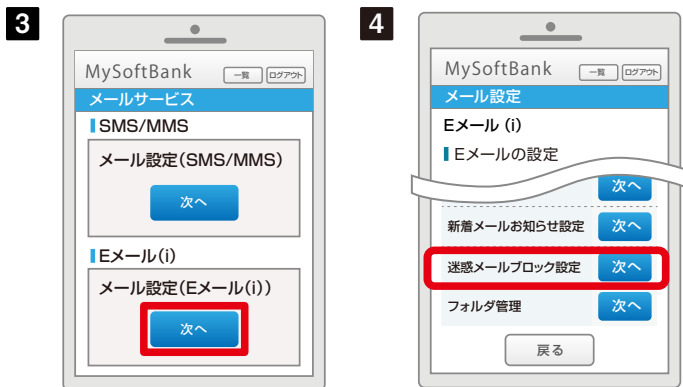 3
MySoftBank 一覧 ログアウト
メールサービス
SMS/MMS
メール設定(SMS/MMS)
次へ
Eメール(i)
メール設定(Eメール(i))
次へ
4
MySoftBank 一覧 ログアウト
メール設定
Eメール (i)
Eメールの設定
次へ
新着メールお知らせ設定 次へ
迷惑メールブロック設定 次へ
フォルダ管理 次へ
戻る